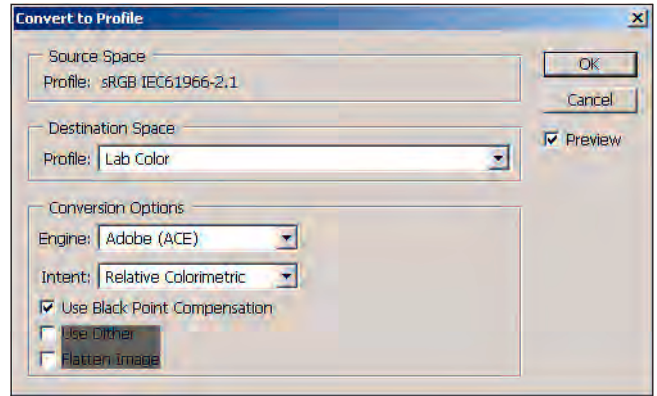 Convert to Profile
Source Space
Profile: sRGB IEC61966-2.1
OK
Cancel
Preview
Destination Space
Profile: Lab Color
Conversion Options
Engine: Adobe (ACE)
Intent: Relative Colorimetric
Use Black Point Compensation
Use Dither
Flatten Image